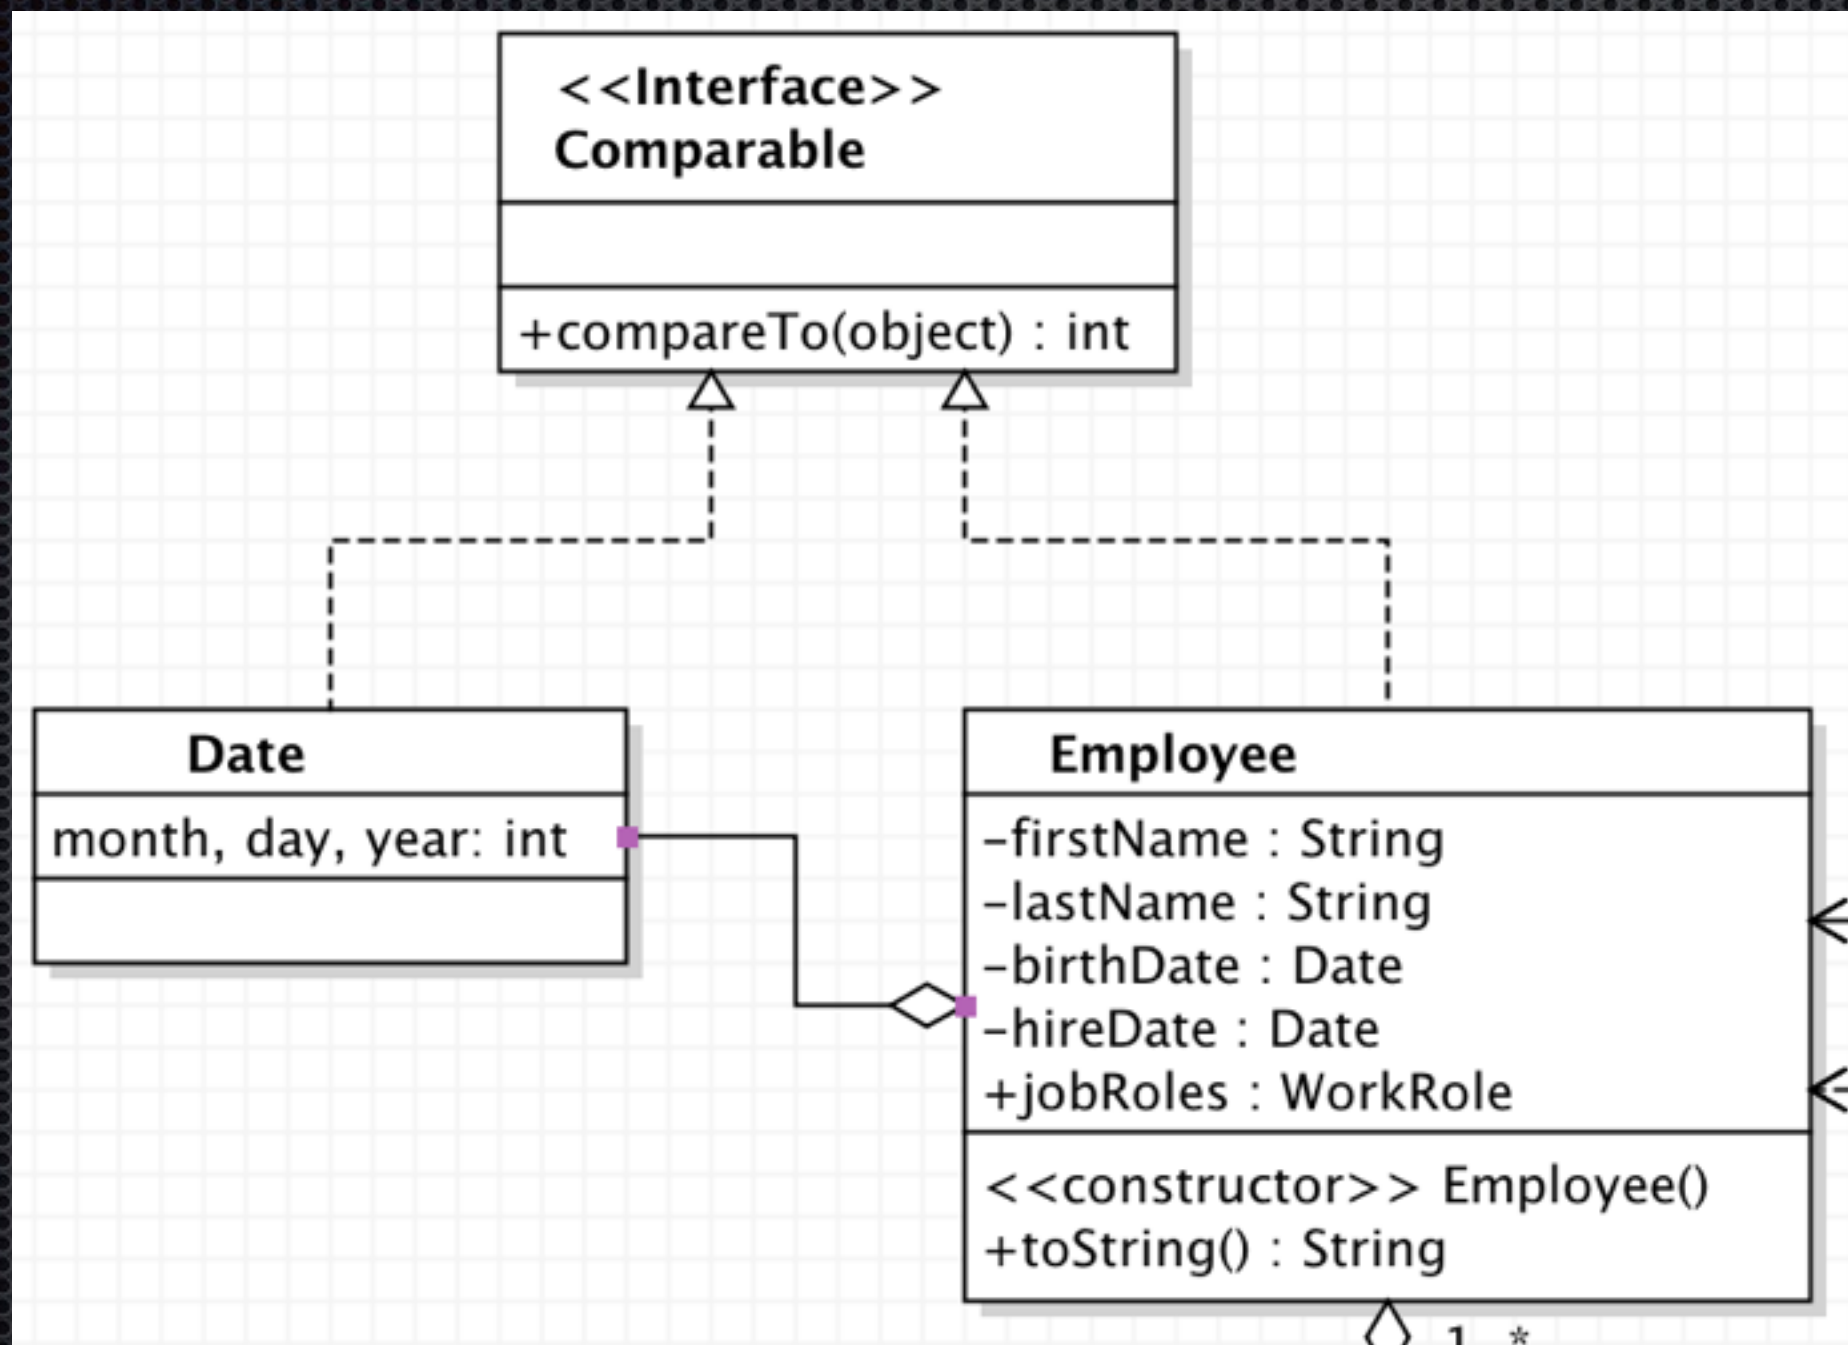 <<Interface>>
Comparable
+compareTo(object) : int
Date
month, day, year: int
Employee
-firstName : String
-lastName : String
-birthDate : Date
-hireDate : Date
+jobRoles : WorkRole
<<constructor>> Employee()
+toString() : String
1..*